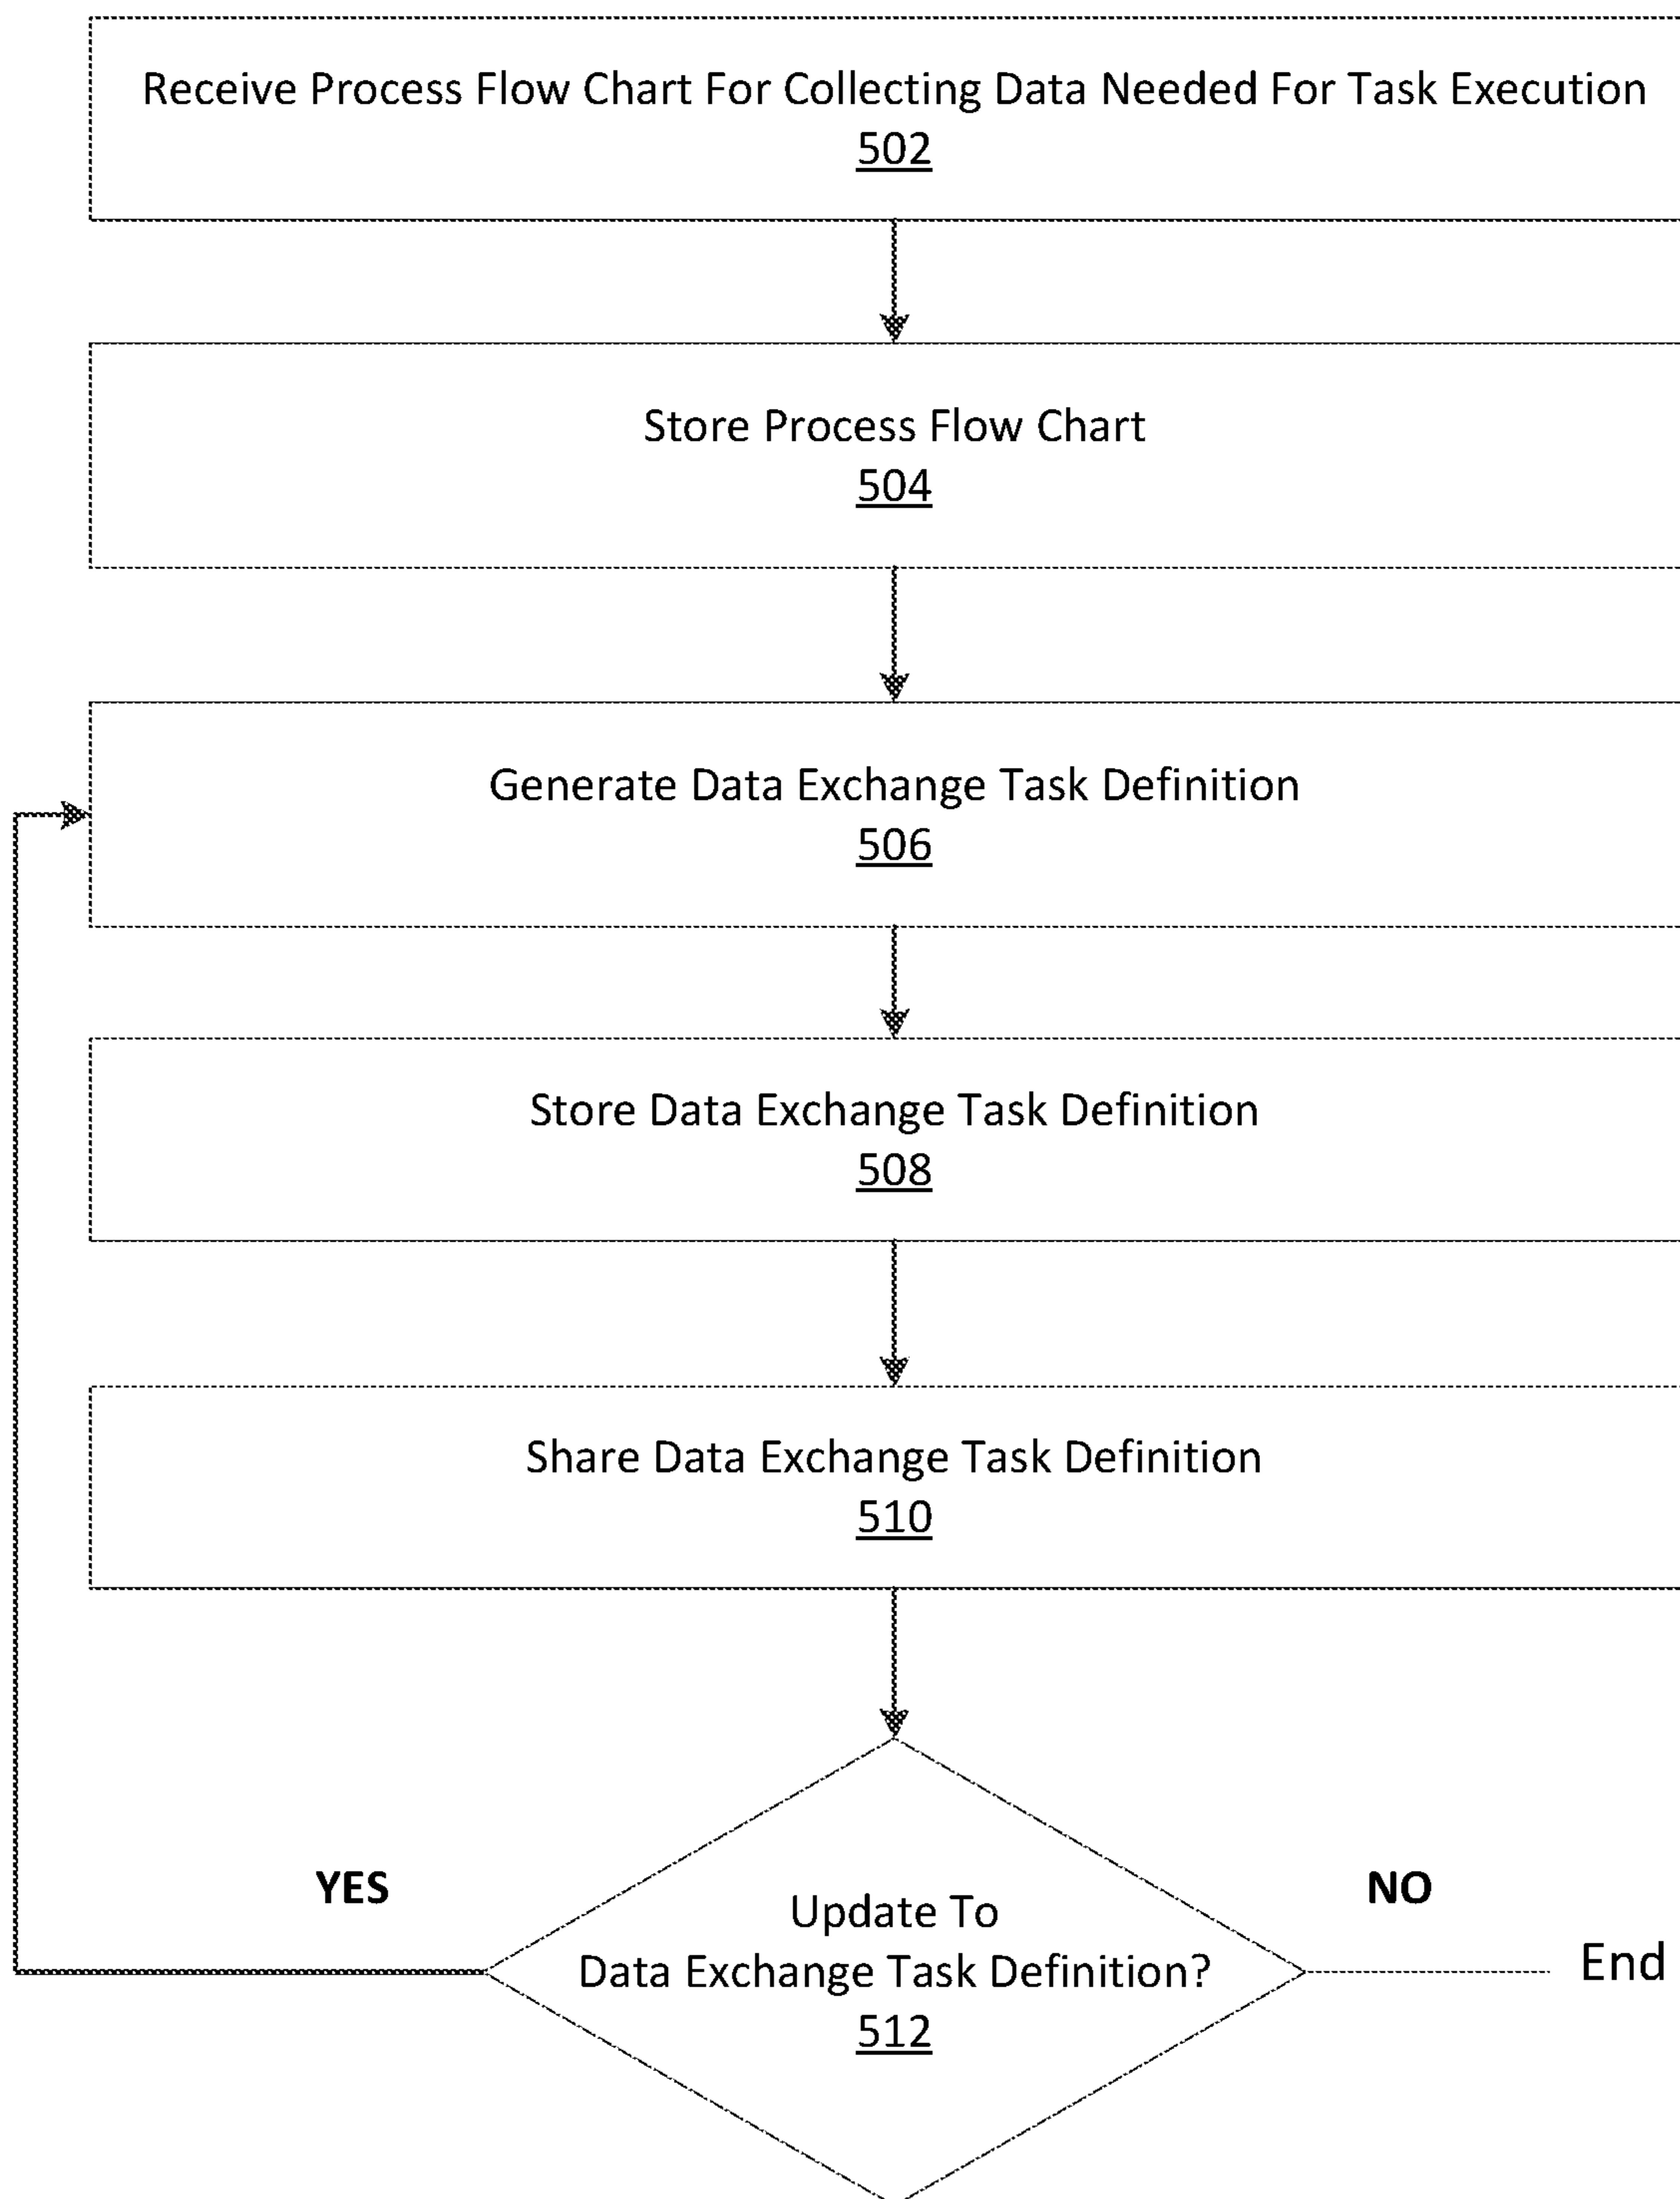 Receive Process Flow Chart For Collecting Data Needed For Task Execution
502
Store Process Flow Chart
504
Generate Data Exchange Task Definition
506
Store Data Exchange Task Definition
508
Share Data Exchange Task Definition
510
YES
NO
Update To
Data Exchange Task Definition?
512
End